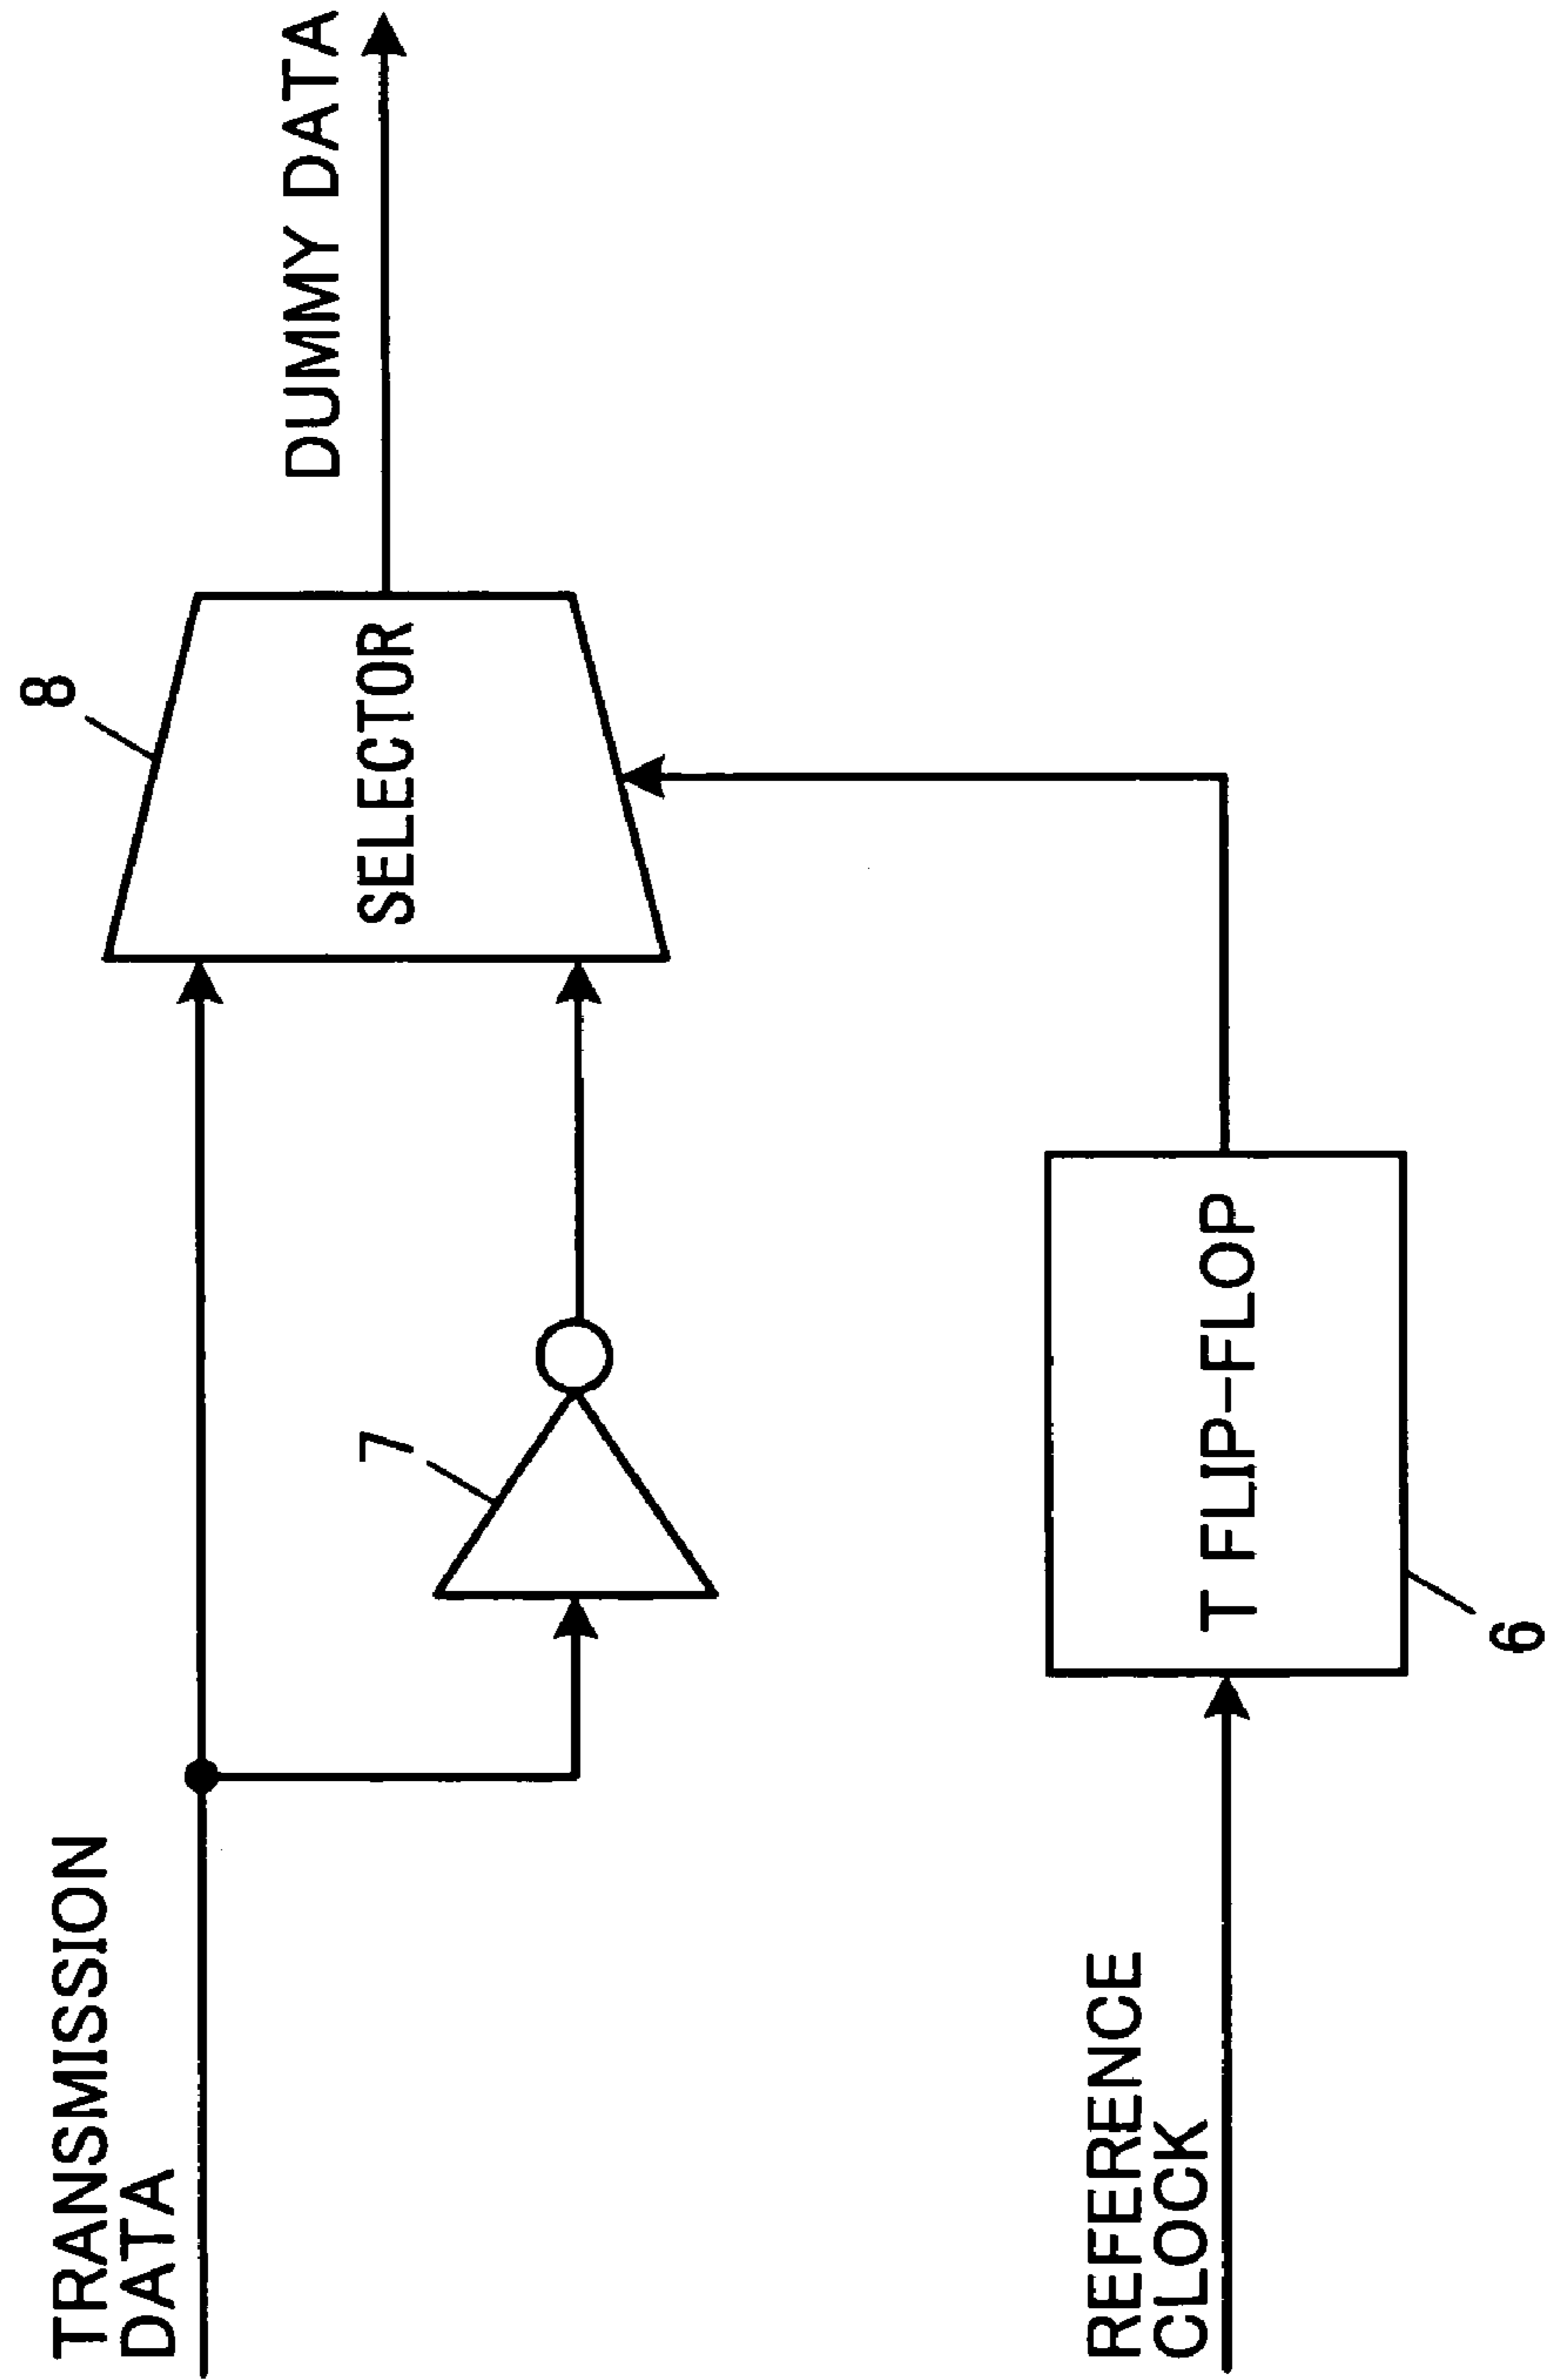 TRANSMISSION
DATA
7
8
SELECTOR
DUMMY DATA
REFERENCE
CLOCK
T FLIP-FLOP
6